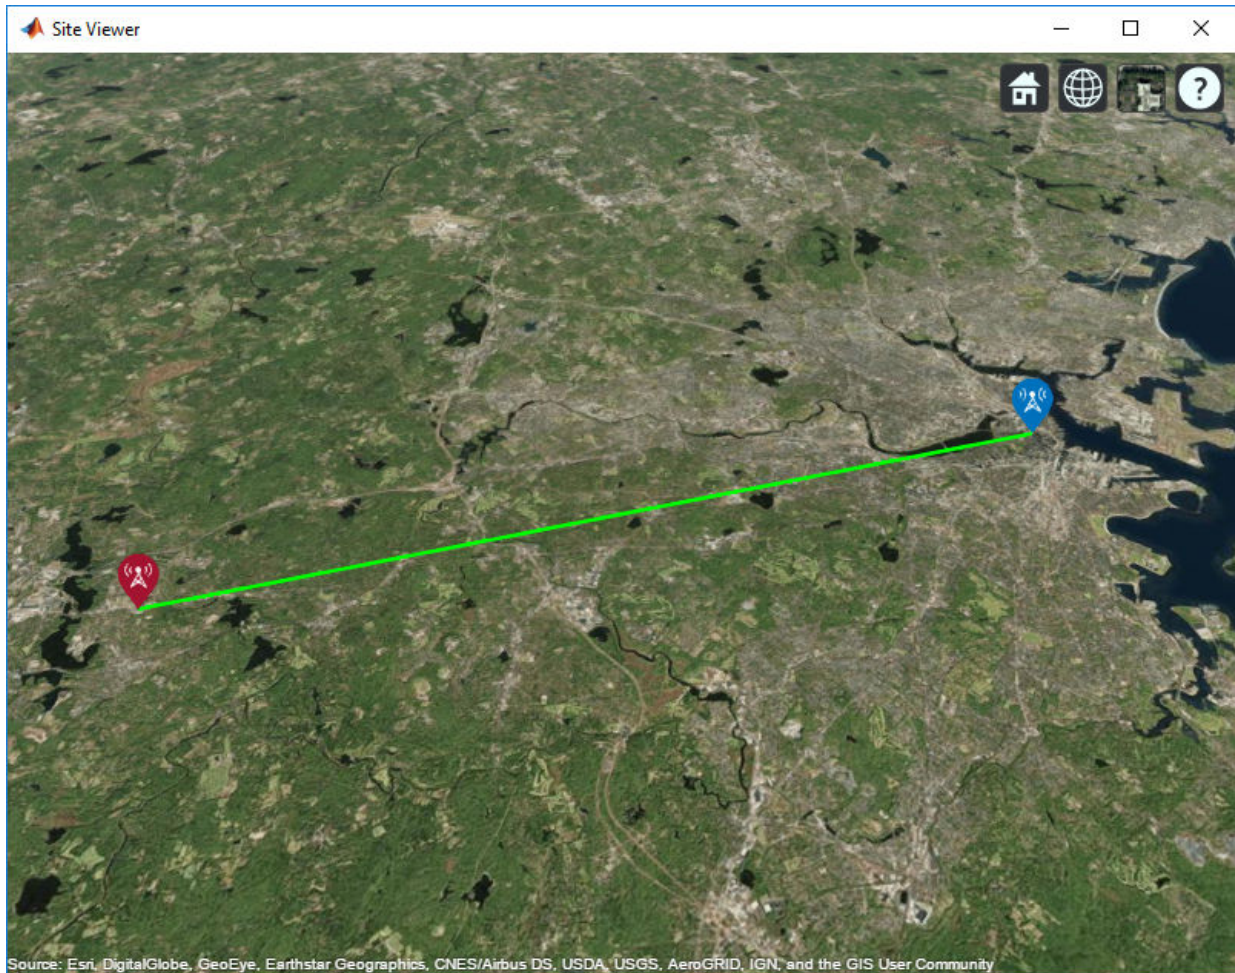 Site Viewer
?
Source: Esri, DigitalGlobe, GeoEye, Earthstar Geographics, CNES/Airbus DS, USDA, USGS, AeroGRID, IGN, and the GIS User Community